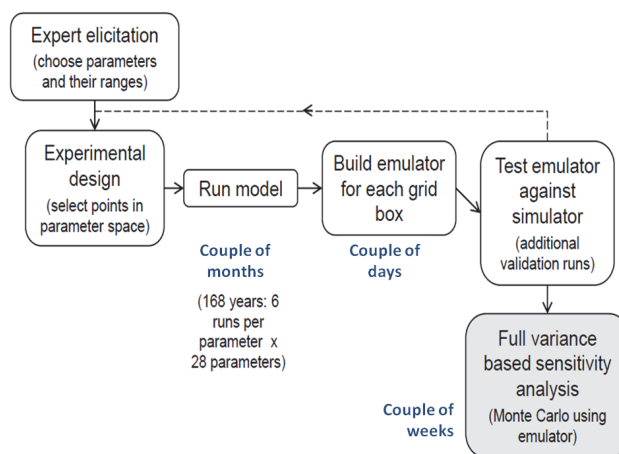 Expert elicitation
(choose parameters
and their ranges)
Experimental
design
(select points in
parameter space)
Run model
Couple of
months
(168 years: 6
runs per
parameter x
28 parameters)
Build emulator
for each grid
box
Couple of
days
Test emulator
against
simulator
(additional
validation runs)
Full variance
based sensitivity
analysis
(Monte Carlo using
emulator)
Couple of
weeks